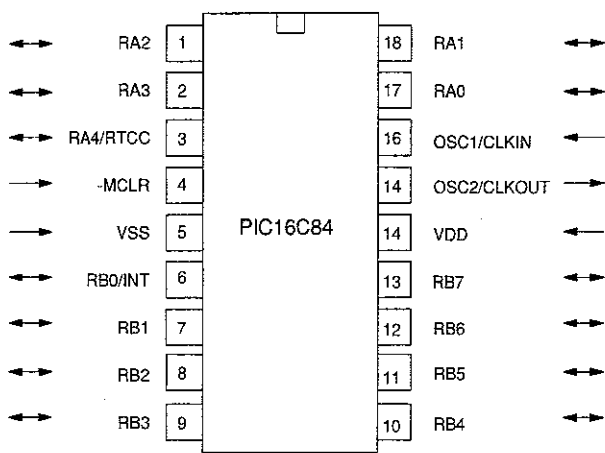 RA2 1 18 RA1
RA3 2 17 RA0
RA4/RTCC 3 16 OSC1/CLKIN
-MCLR 4 14 OSC2/CLKOUT
VSS 5 PIC16C84 14 VDD
RB0/INT 6 13 RB7
RB1 7 12 RB6
RB2 8 11 RB5
RB3 9 10 RB4